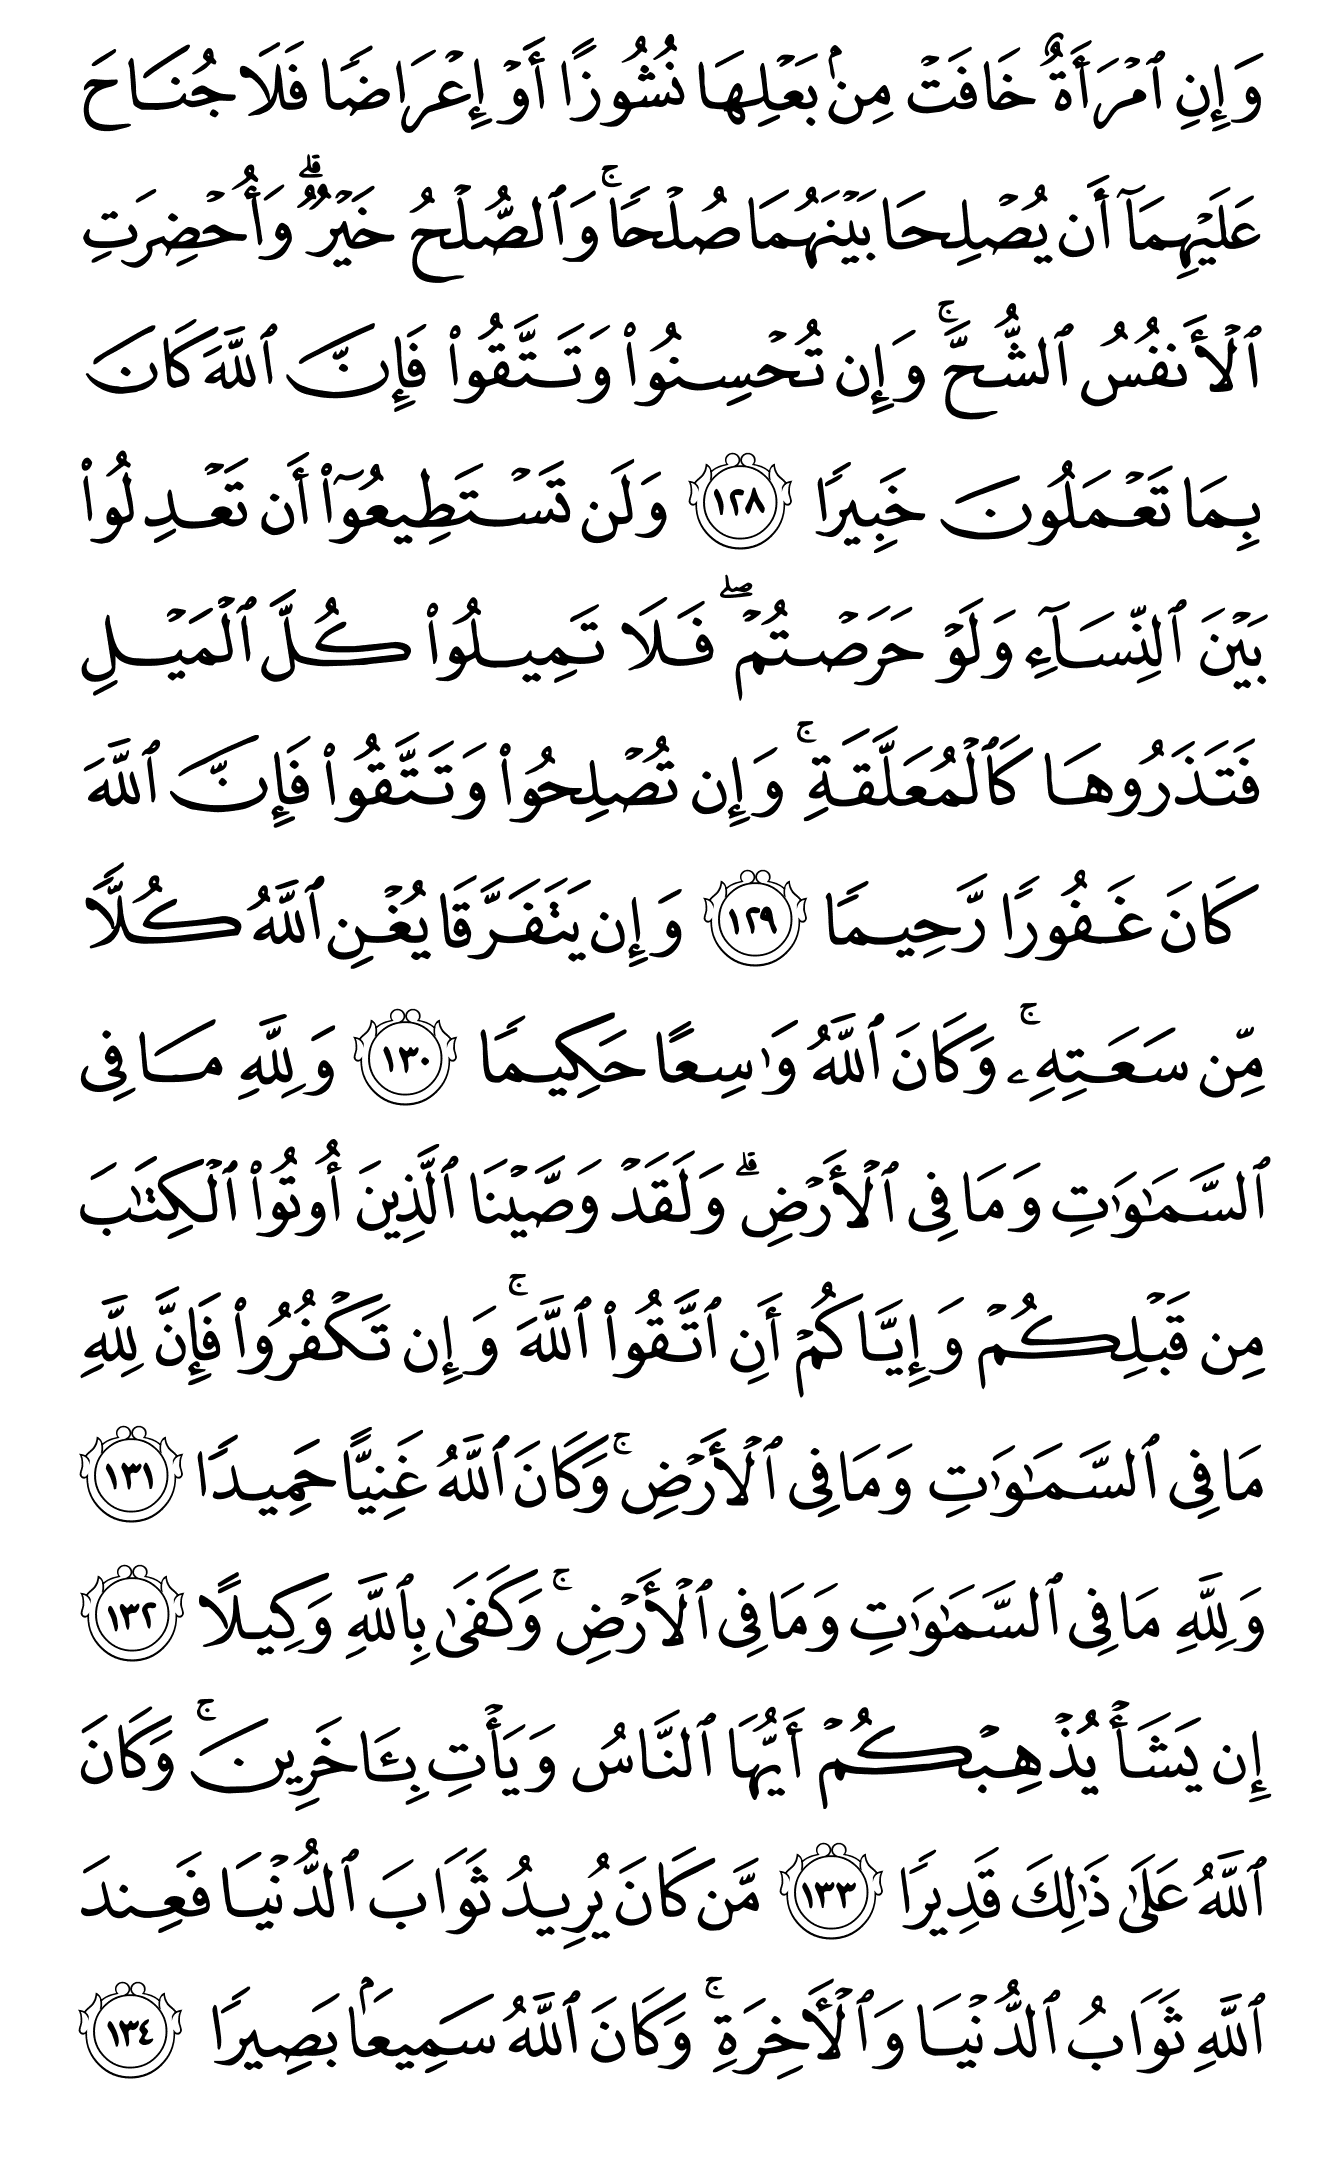 وَإِنِ ٱمۡرَأَةٌ خَافَتۡ مِنۢ بَعۡلِهَا نُشُوزًا أَوۡ إِعۡرَاضٗا فَلَا جُنَاحَ
عَلَيۡهِمَآ أَن يُصۡلِحَا بَيۡنَهُمَا صُلۡحٗاۚ وَٱلصُّلۡحُ خَيۡرٞۗ وَأُحۡضِرَتِ
ٱلۡأَنفُسُ ٱلشُّحَّۚ وَإِن تُحۡسِنُواْ وَتَتَّقُواْ فَإِنَّ ٱللَّهَ كَانَ
بِمَا تَعۡمَلُونَ خَبِيرٗا ١٢٨ وَلَن تَسۡتَطِيعُوٓاْ أَن تَعۡدِلُواْ
بَيۡنَ ٱلنِّسَآءِ وَلَوۡ حَرَصۡتُمۡۖ فَلَا تَمِيلُواْ كُلَّ ٱلۡمَيۡلِ
فَتَذَرُوهَا كَٱلۡمُعَلَّقَةِۚ وَإِن تُصۡلِحُواْ وَتَتَّقُواْ فَإِنَّ ٱللَّهَ
كَانَ غَفُورٗا رَّحِيمٗا ١٢٩ وَإِن يَتَفَرَّقَا يُغۡنِ ٱللَّهُ كُلّٗا
مِّن سَعَتِهِۦۚ وَكَانَ ٱللَّهُ وَٰسِعًا حَكِيمٗا ١٣٠ وَلِلَّهِ مَا فِي
ٱلسَّمَٰوَٰتِ وَمَا فِي ٱلۡأَرۡضِۗ وَلَقَدۡ وَصَّيۡنَا ٱلَّذِينَ أُوتُواْ ٱلۡكِتَٰبَ
مِن قَبۡلِكُمۡ وَإِيَّاكُمۡ أَنِ ٱتَّقُواْ ٱللَّهَۚ وَإِن تَكۡفُرُواْ فَإِنَّ لِلَّهِ
مَا فِي ٱلسَّمَٰوَٰتِ وَمَا فِي ٱلۡأَرۡضِۚ وَكَانَ ٱللَّهُ غَنِيًّا حَمِيدٗا ١٣١
وَلِلَّهِ مَا فِي ٱلسَّمَٰوَٰتِ وَمَا فِي ٱلۡأَرۡضِۚ وَكَفَىٰ بِٱللَّهِ وَكِيلًا ١٣٢
إِن يَشَأۡ يُذۡهِبۡكُمۡ أَيُّهَا ٱلنَّاسُ وَيَأۡتِ بِـَٔاخَرِينَۚ وَكَانَ
ٱللَّهُ عَلَىٰ ذَٰلِكَ قَدِيرٗا ١٣٣ مَّن كَانَ يُرِيدُ ثَوَابَ ٱلدُّنۡيَا فَعِندَ
ٱللَّهِ ثَوَابُ ٱلدُّنۡيَا وَٱلۡأٓخِرَةِۚ وَكَانَ ٱللَّهُ سَمِيعَۢا بَصِيرٗا ١٣٤